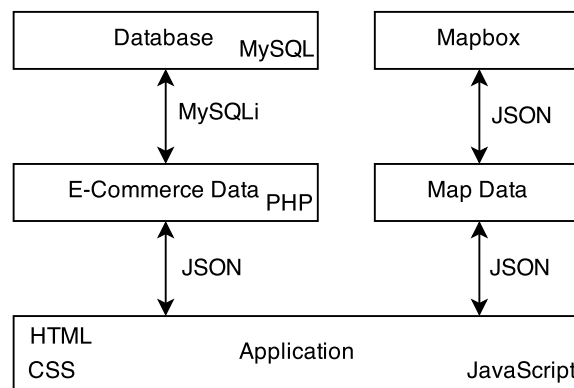 Database
MySQL
Mapbox
MySQLi
JSON
E-Commerce Data
PHP
Map Data
JSON
JSON
HTML
CSS
Application
JavaScript